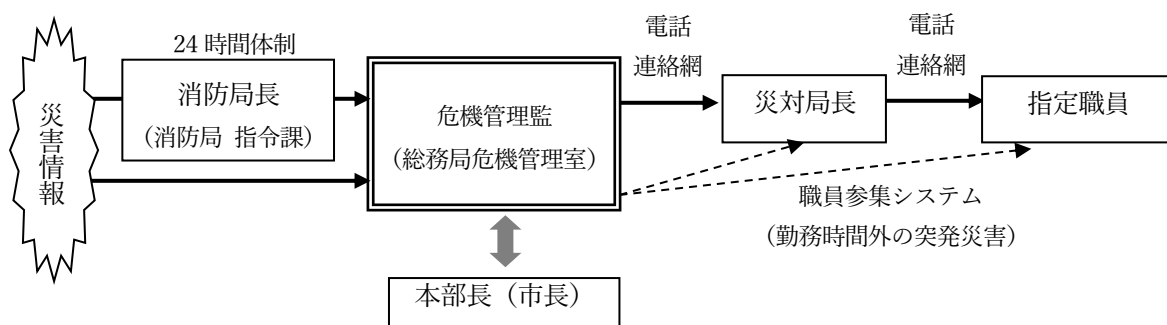 災害情報
24 時間体制
消防局長
（消防局 指令課）
危機管理監
（総務局危機管理室）
本部長（市長）
電話
連絡網
災対局長
電話
連絡網
指定職員
職員参集システム
（勤務時間外の突発災害）